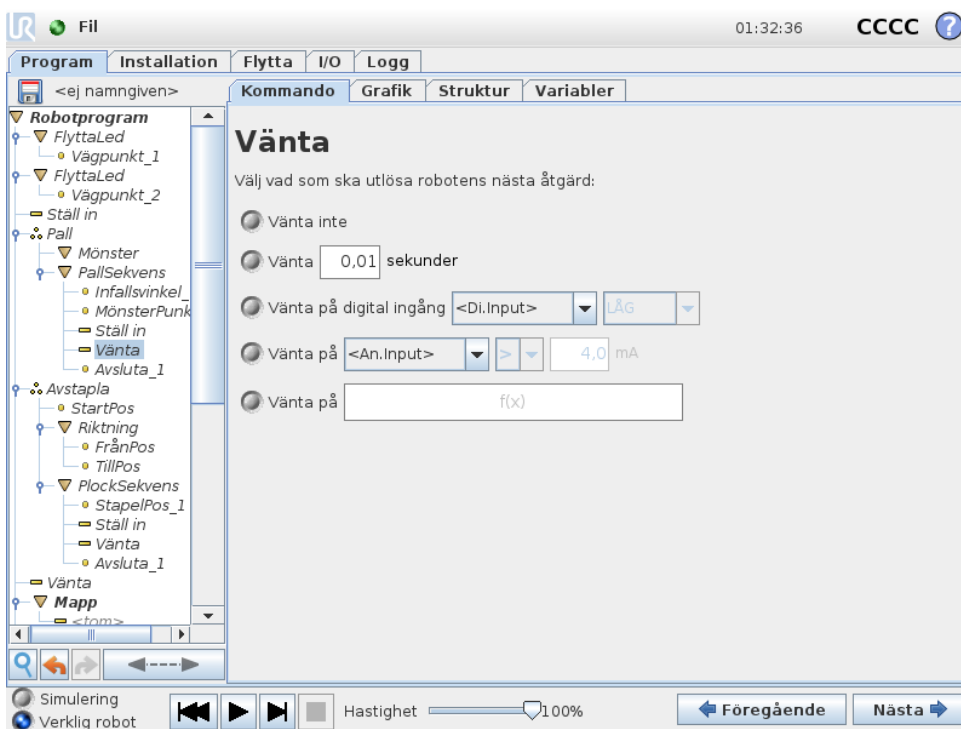 UR Fil 01:32:36 CCCC ?
Program Installation Flytta I/O Logg
<ej namngiven>
Kommando Grafik Struktur Variabler
Robotprogram
FlyttaLed
Vägpunkt_1
FlyttaLed
Vägpunkt_2
Ställ in
Pall
Mönster
PallSekvens
Infallsvinkel_
MönsterPunk
Ställ in
Vänta
Avsluta_1
Avstapla
StartPos
Riktning
FrånPos
TillPos
PlockSekvens
StapelPos_1
Ställ in
Vänta
Avsluta_1
Vänta
Mapp
<tom>
Vänta
Välj vad som ska utlösa robotens nästa åtgärd:
Vänta inte
Vänta 0,01 sekunder
Vänta på digital ingång <Di.Input> LÅG
Vänta på <An.Input> > 4,0 mA
Vänta på f(x)
Simulering
Verklig robot
Hastighet 100%
Föregående Nästa